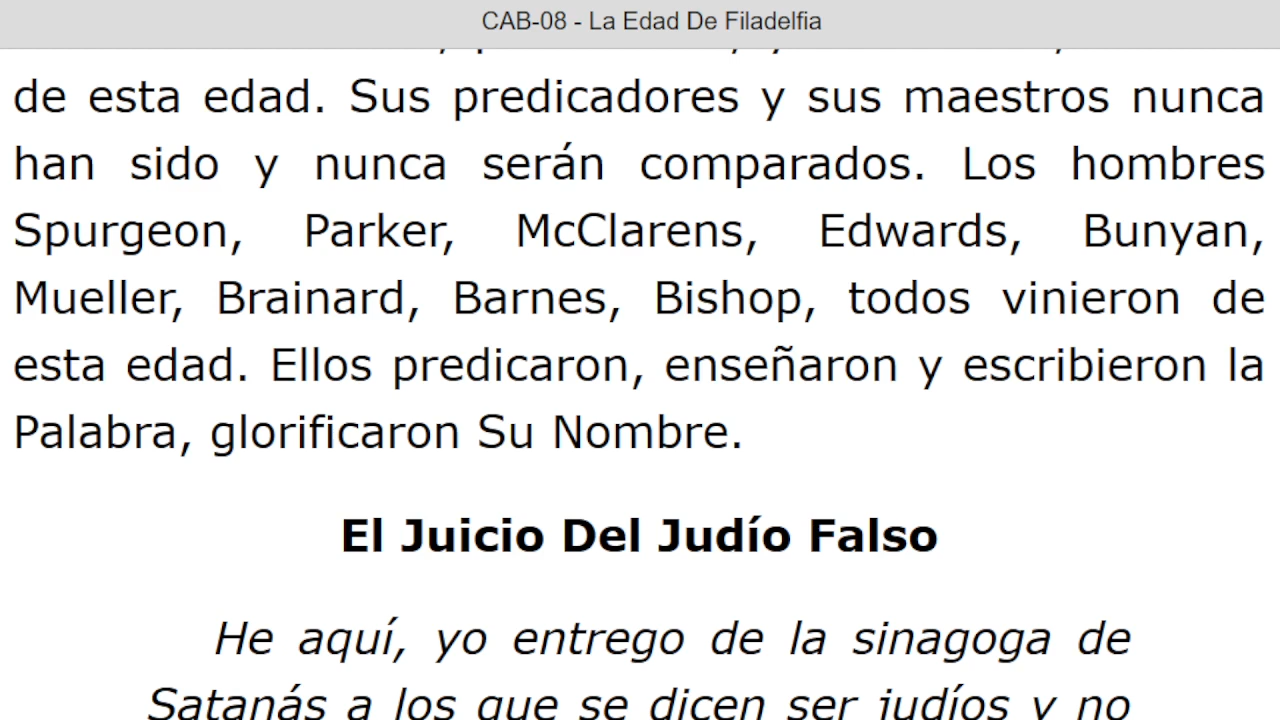 CAB-08 - La Edad De Filadelfia
de esta edad. Sus predicadores y sus maestros nunca
han sido y nunca serán comparados. Los hombres
Spurgeon, Parker, McClarens, Edwards, Bunyan,
Mueller, Brainard, Barnes, Bishop, todos vinieron de
esta edad. Ellos predicaron, enseñaron y escribieron la
Palabra, glorificaron Su Nombre.
El Juicio Del Judío Falso
He aquí, yo entrego de la sinagoga de
Satanás a los que se dicen ser judíos y no